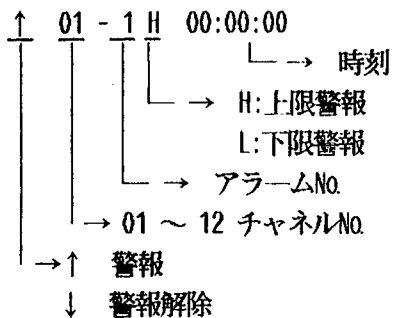 ↑ 01 - 1 H 00:00:00
→ 時刻
→ H:上限警報
L:下限警報
→ アラームNo.
→ 01 ～ 12 チャネルNo.
→ ↑ 警報
↓ 警報解除